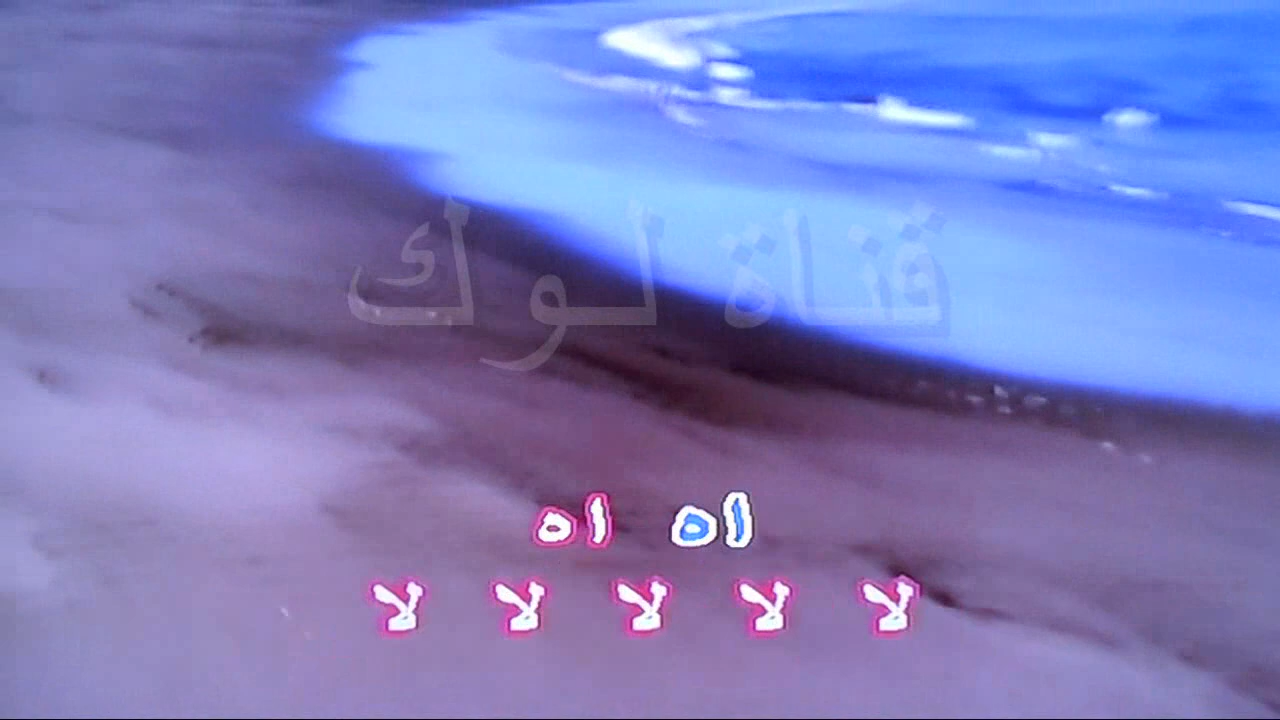 قناة لوك
اه اه
لا لا لا لا لا